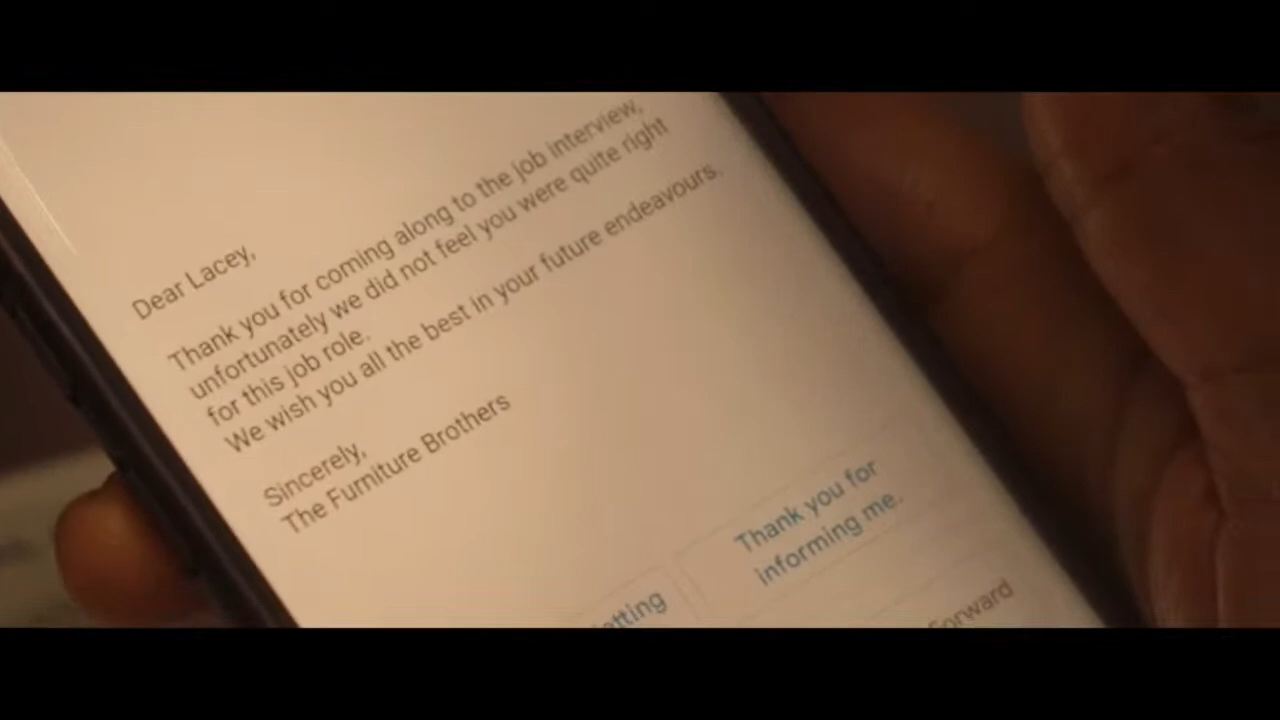 Dear Lacey,
Thank you for coming along to the job interview,
unfortunately we did not feel you were quite right
for this job role.
We wish you all the best in your future endeavours.
Sincerely,
The Furniture Brothers
Thank you for
informing me.
Forward